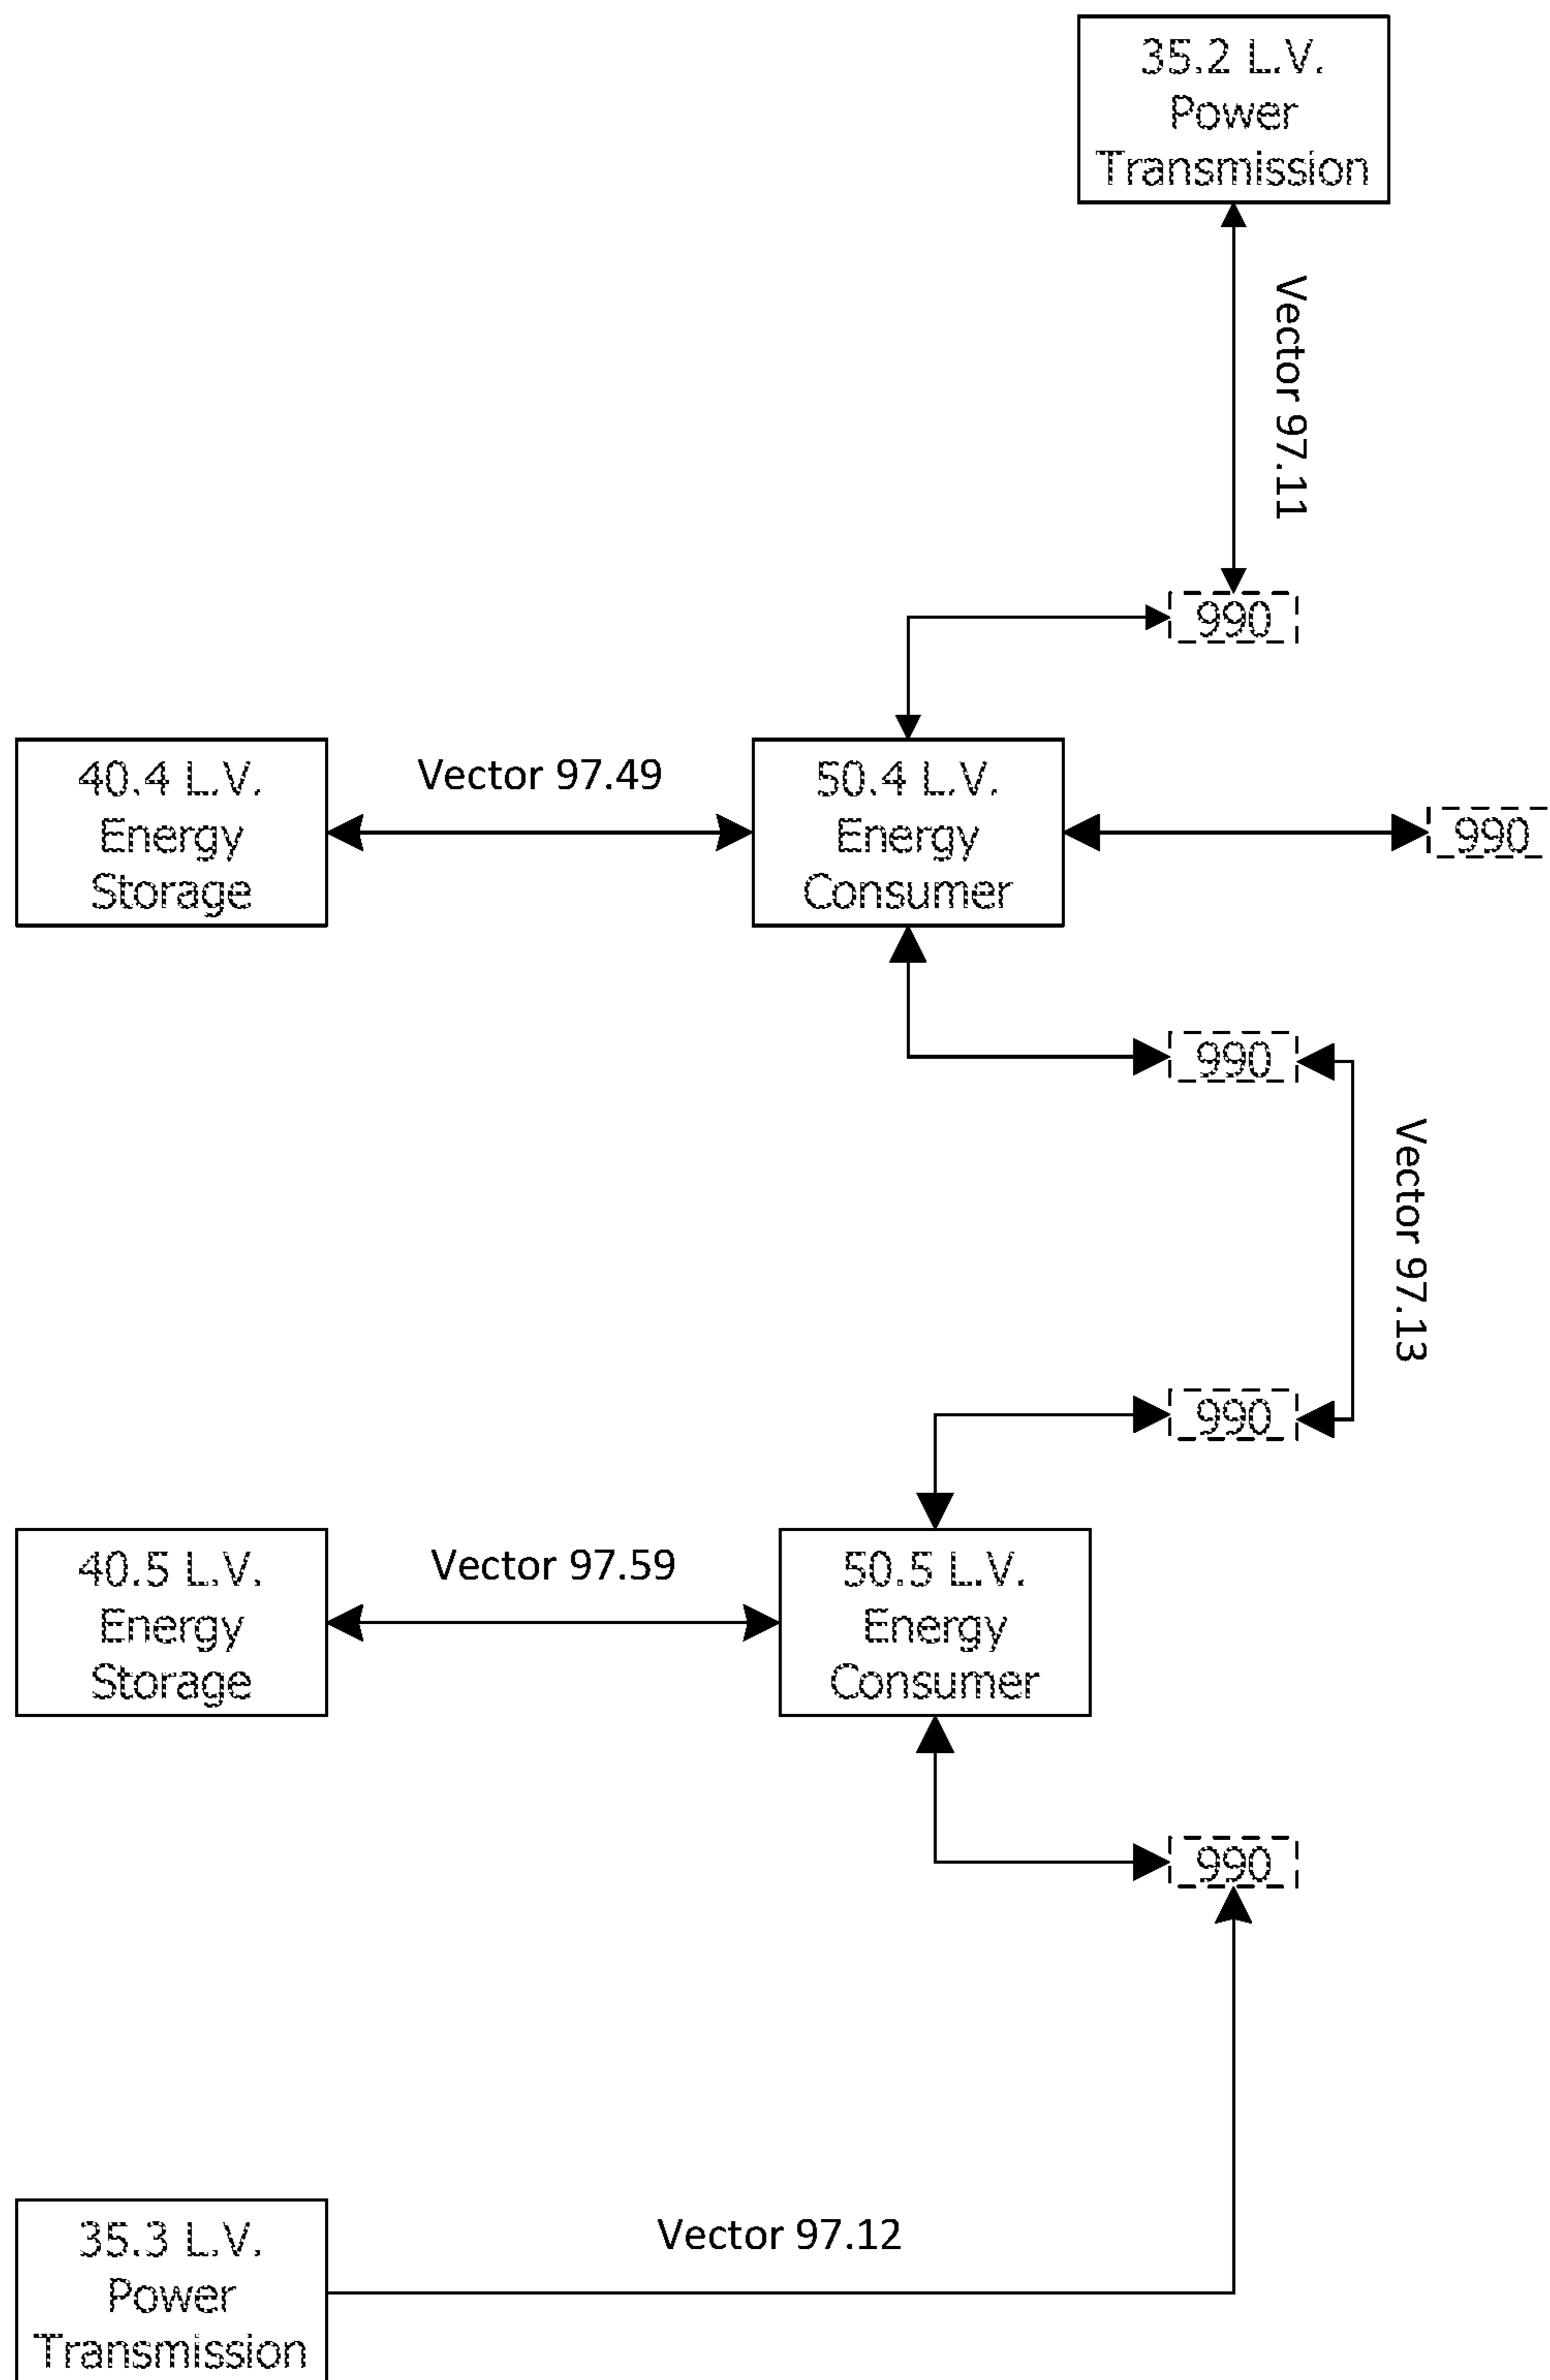 35.2 L.V.
Power
Transmission
Vector 97.11
990
40.4 L.V.
Energy
Storage
Vector 97.49
50.4 L.V.
Energy
Consumer
990
990
Vector 97.13
990
40.5 L.V.
Energy
Storage
Vector 97.59
50.5 L.V.
Energy
Consumer
990
35.3 L.V.
Power
Transmission
Vector 97.12